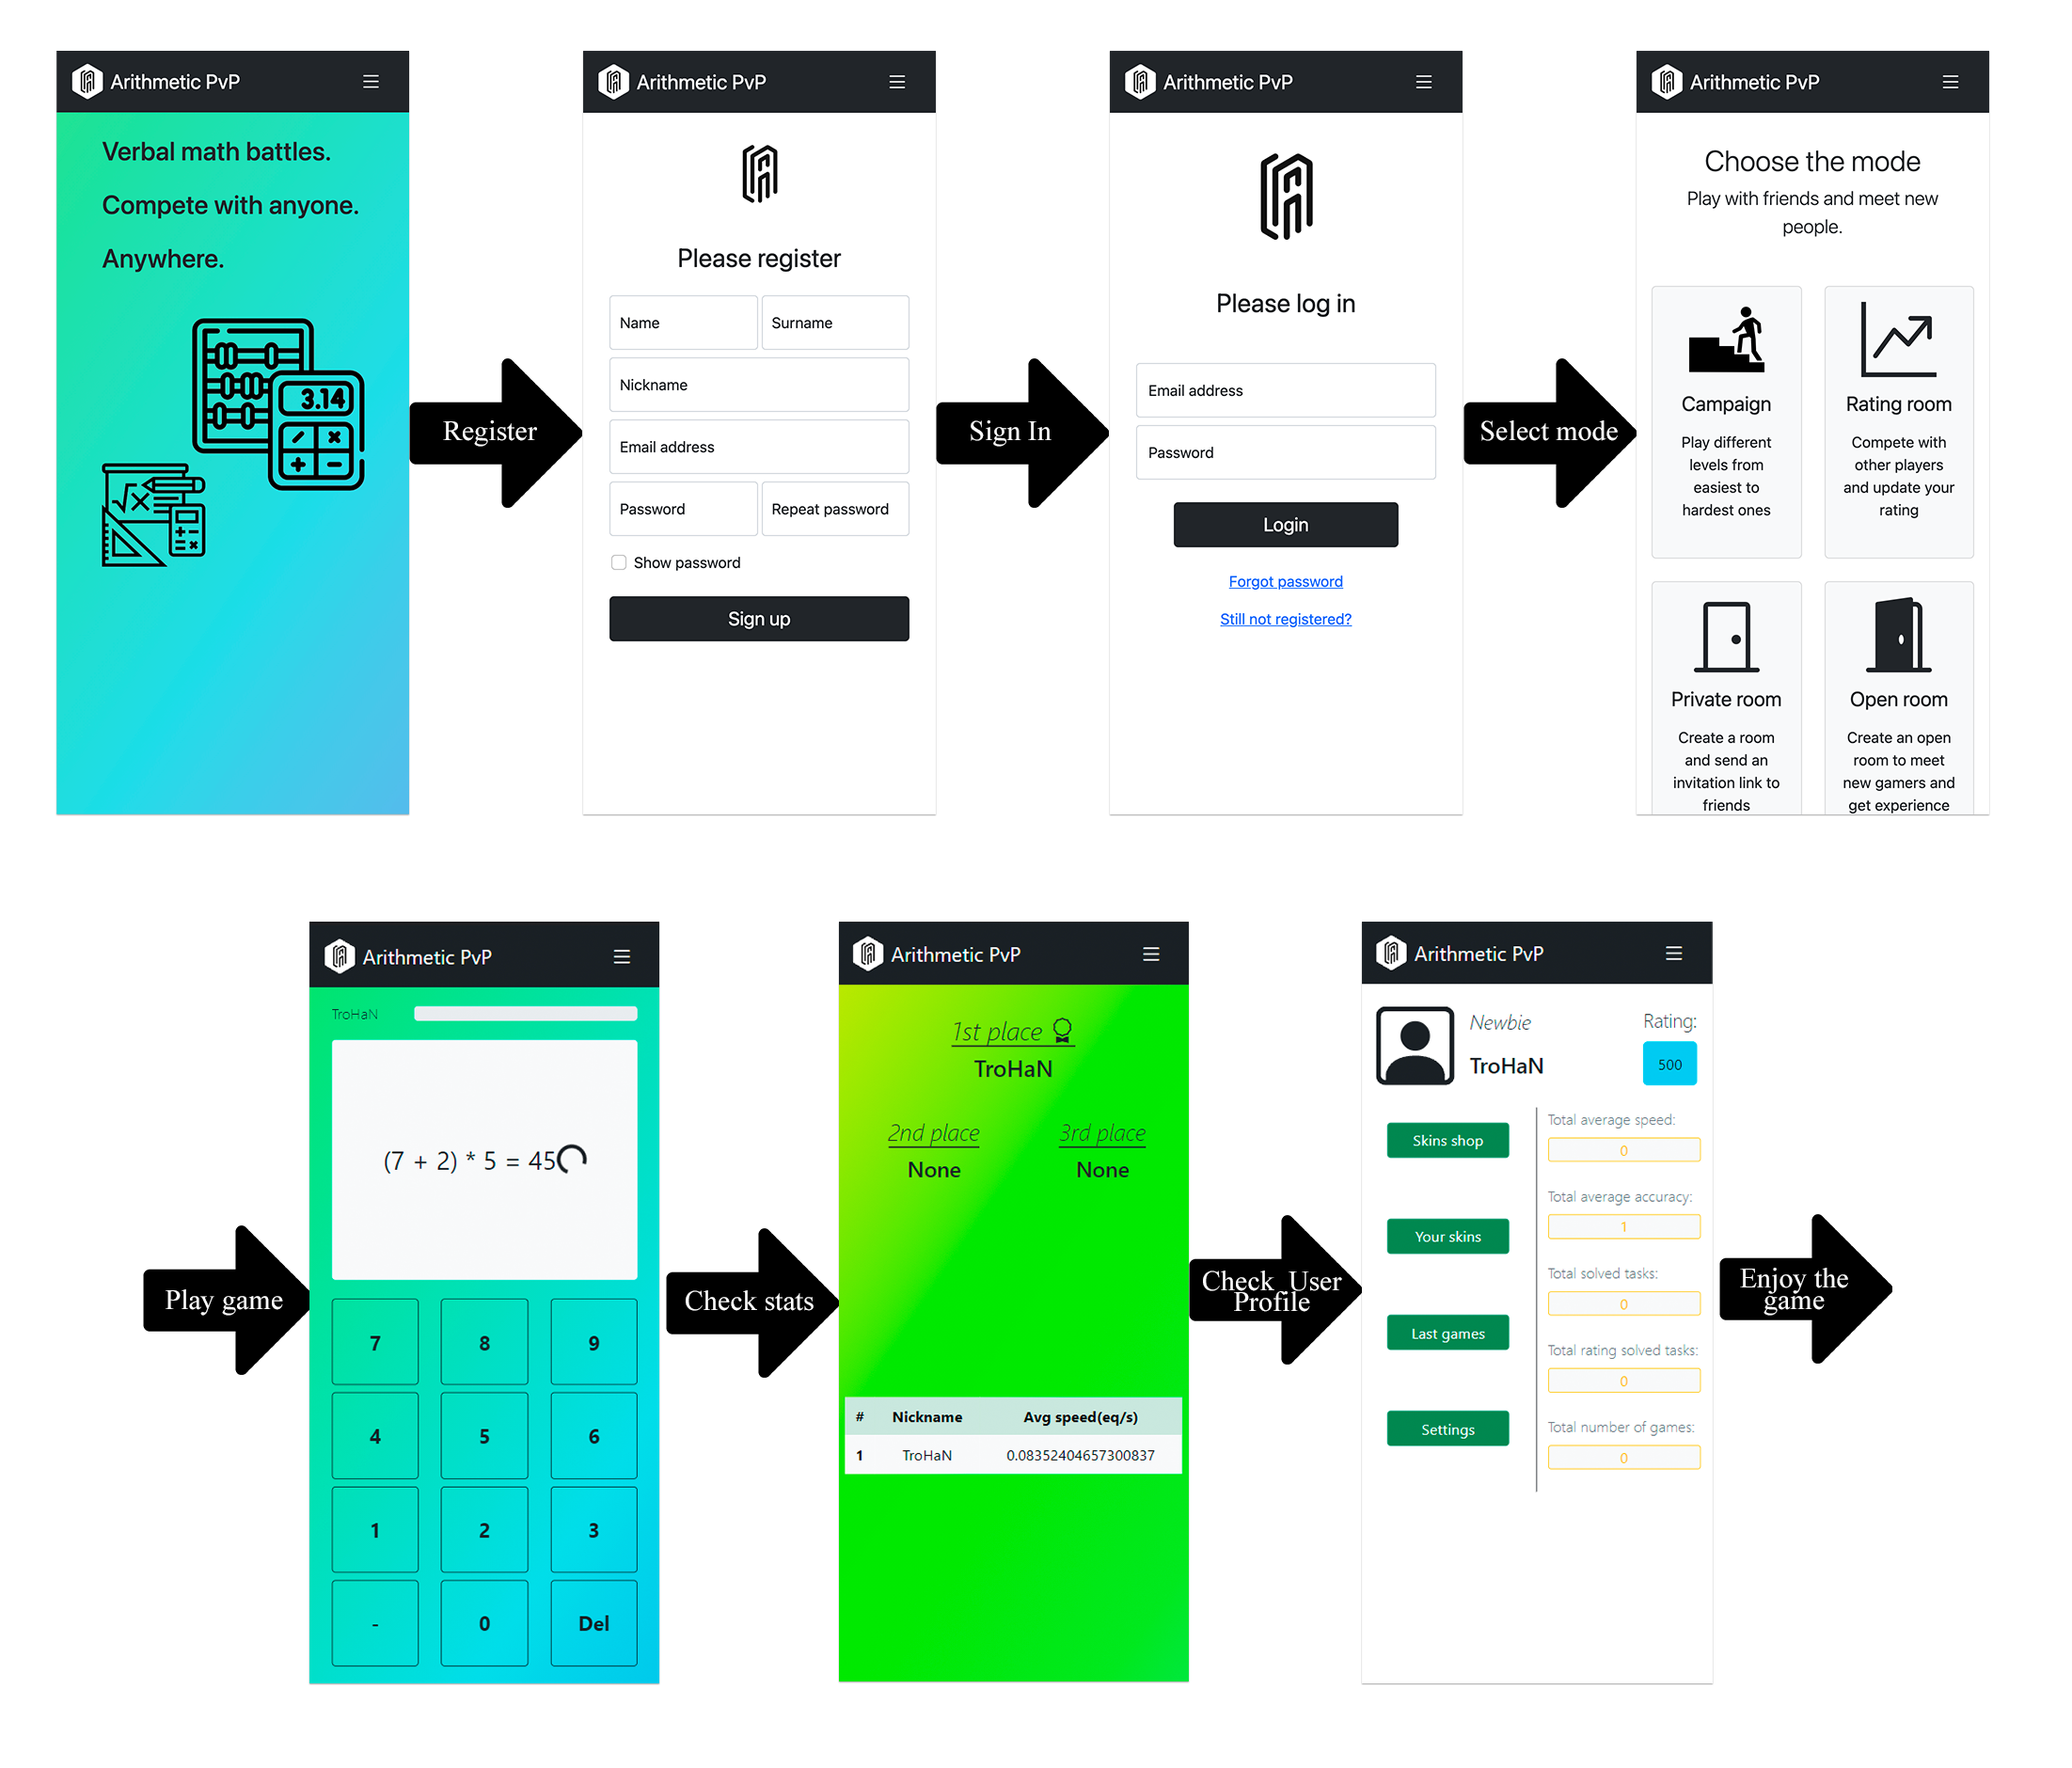 Arithmetic PvP
Verbal math battles.
Compete with anyone.
Anywhere.
3.14
√x
Register
Arithmetic PvP
Please register
Name
Surname
Nickname
Email address
Password
Repeat password
Show password
Sign up
Sign In
Arithmetic PvP
Please log in
Email address
Password
Login
Forgot password
Still not registered?
Select mode
Arithmetic PvP
Choose the mode
Play with friends and meet new
people.
Campaign
Play different
levels from
easiest to
hardest ones
Rating room
Compete with
other players
and update your
rating
Private room
Create a room
and send an
invitation link to
friends
Open room
Create an open
room to meet
new gamers and
get experience
Play game
Arithmetic PvP
TroHaN
(7 + 2) * 5 = 45
7 8 9
4 5 6
1 2 3
- 0 Del
Check stats
Arithmetic PvP
1st place
TroHaN
2nd place
None
3rd place
None
# Nickname Avg speed(eq/s)
1 TroHaN 0.08352404657300837
Check User
Profile
Arithmetic PvP
Newbie
TroHaN
Rating:
500
Skins shop
Your skins
Last games
Settings
Total average speed:
0
Total average accuracy:
1
Total solved tasks:
0
Total rating solved tasks:
0
Total number of games:
0
Enjoy the
game